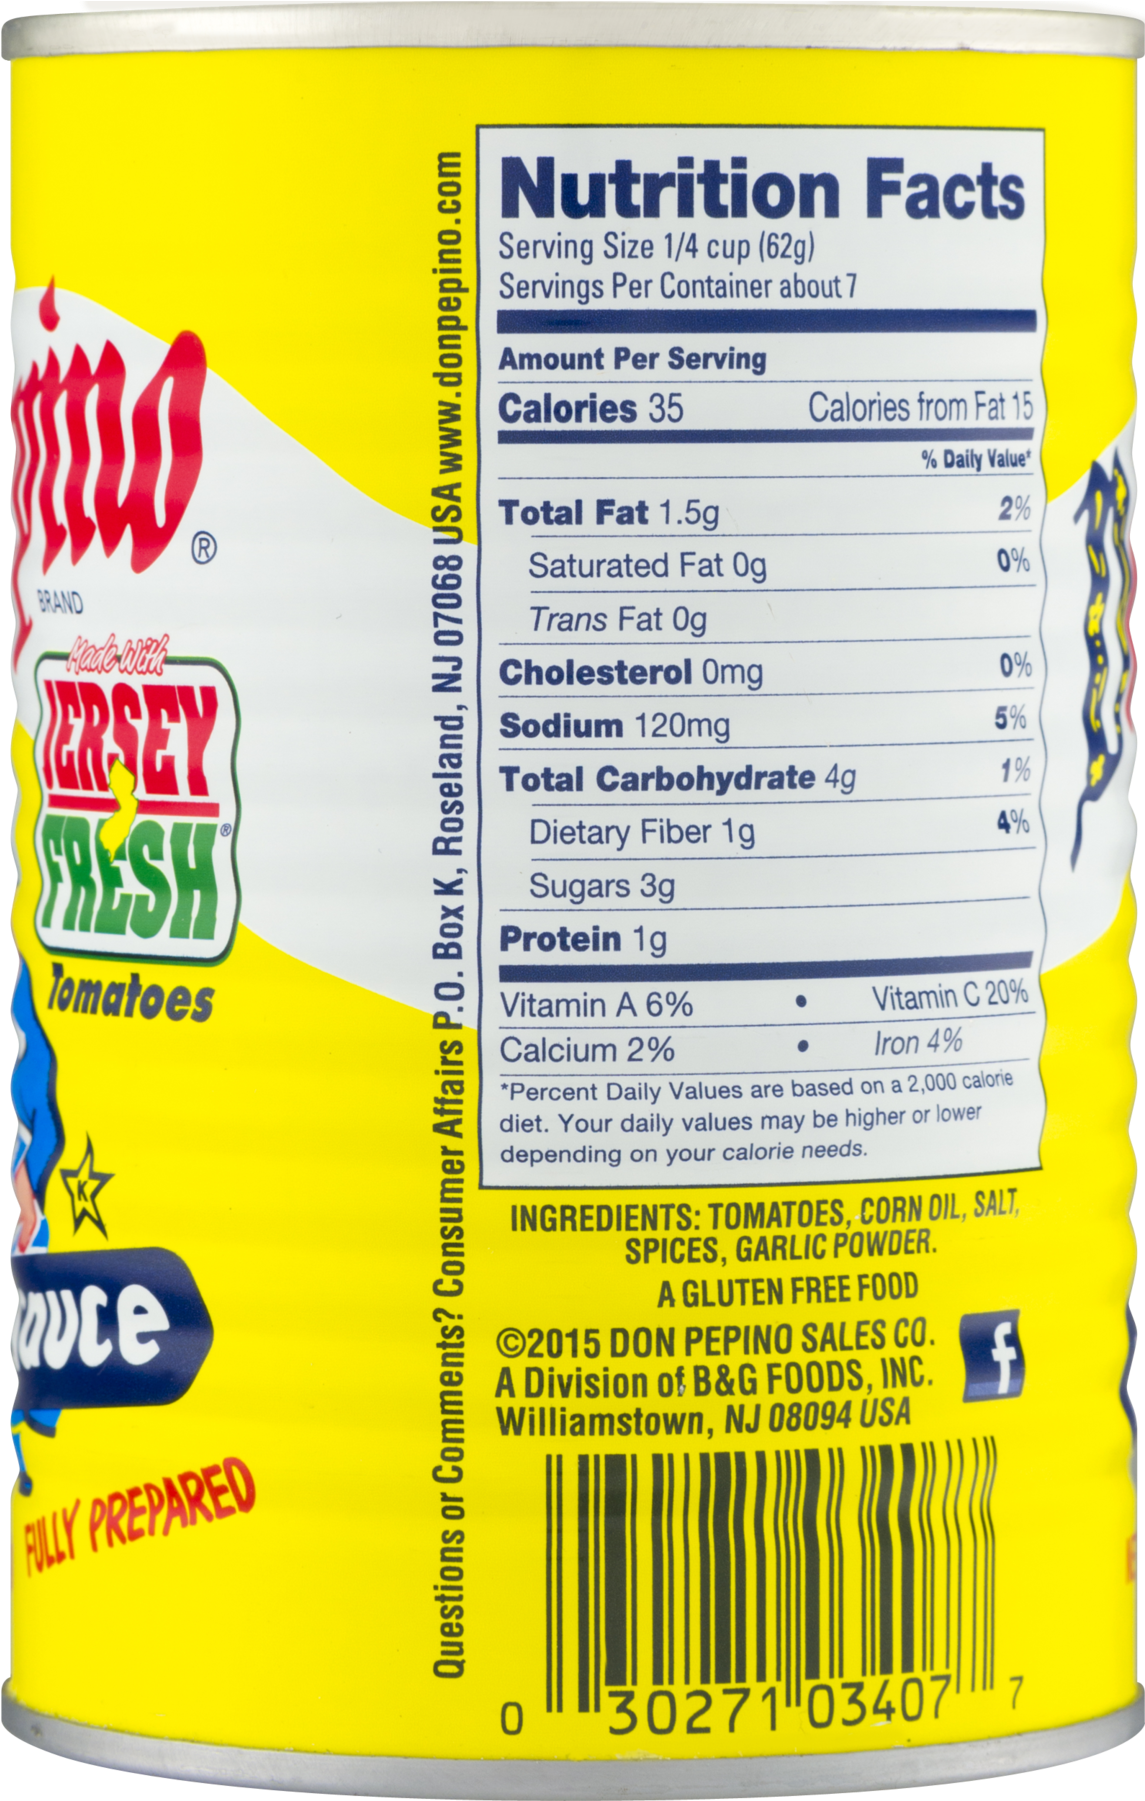 pino
®
BRAND
Made With
JERSEY
FRESH®
Tomatoes
K
auce
FULLY PREPARED
Questions or Comments? Consumer Affairs P.O. Box K, Roseland, NJ 07068 USA www.donpepino.com
Nutrition Facts
Serving Size 1/4 cup (62g)
Servings Per Container about 7
Amount Per Serving
Calories 35 Calories from Fat 15
% Daily Value*
Total Fat 1.5g 2%
Saturated Fat 0g 0%
Trans Fat 0g
Cholesterol 0mg 0%
Sodium 120mg 5%
Total Carbohydrate 4g 1%
Dietary Fiber 1g 4%
Sugars 3g
Protein 1g
Vitamin A 6% • Vitamin C 20%
Calcium 2% • Iron 4%
*Percent Daily Values are based on a 2,000 calorie
diet. Your daily values may be higher or lower
depending on your calorie needs.
INGREDIENTS: TOMATOES, CORN OIL, SALT,
SPICES, GARLIC POWDER.
A GLUTEN FREE FOOD
©2015 DON PEPINO SALES CO.
A Division of B&G FOODS, INC.
Williamstown, NJ 08094 USA
f
0 30271 03407 7